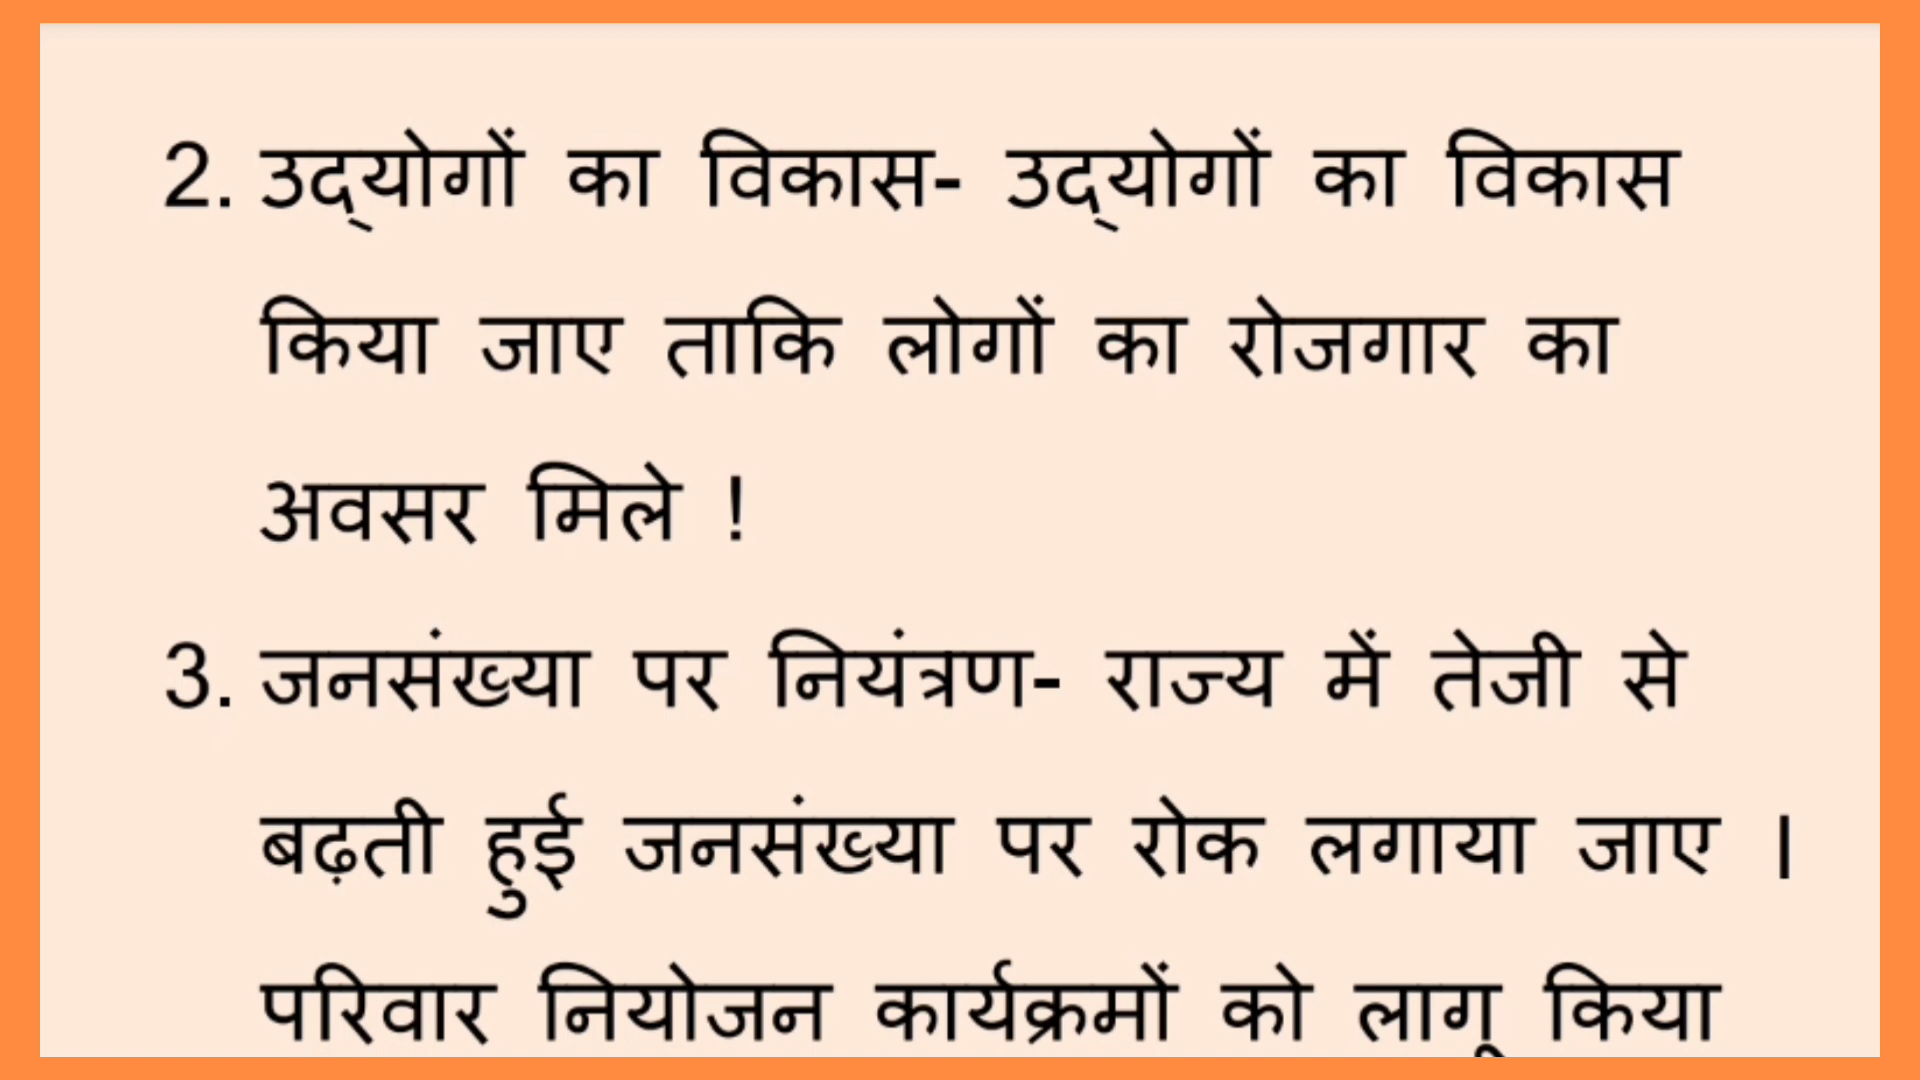 2. उद्योगों का विकास- उद्योगों का विकास
किया जाए ताकि लोगों का रोजगार का
अवसर मिले !
3. जनसंख्या पर नियंत्रण- राज्य में तेजी से
बढ़ती हुई जनसंख्या पर रोक लगाया जाए ।
परिवार नियोजन कार्यक्रमों को लागू किया